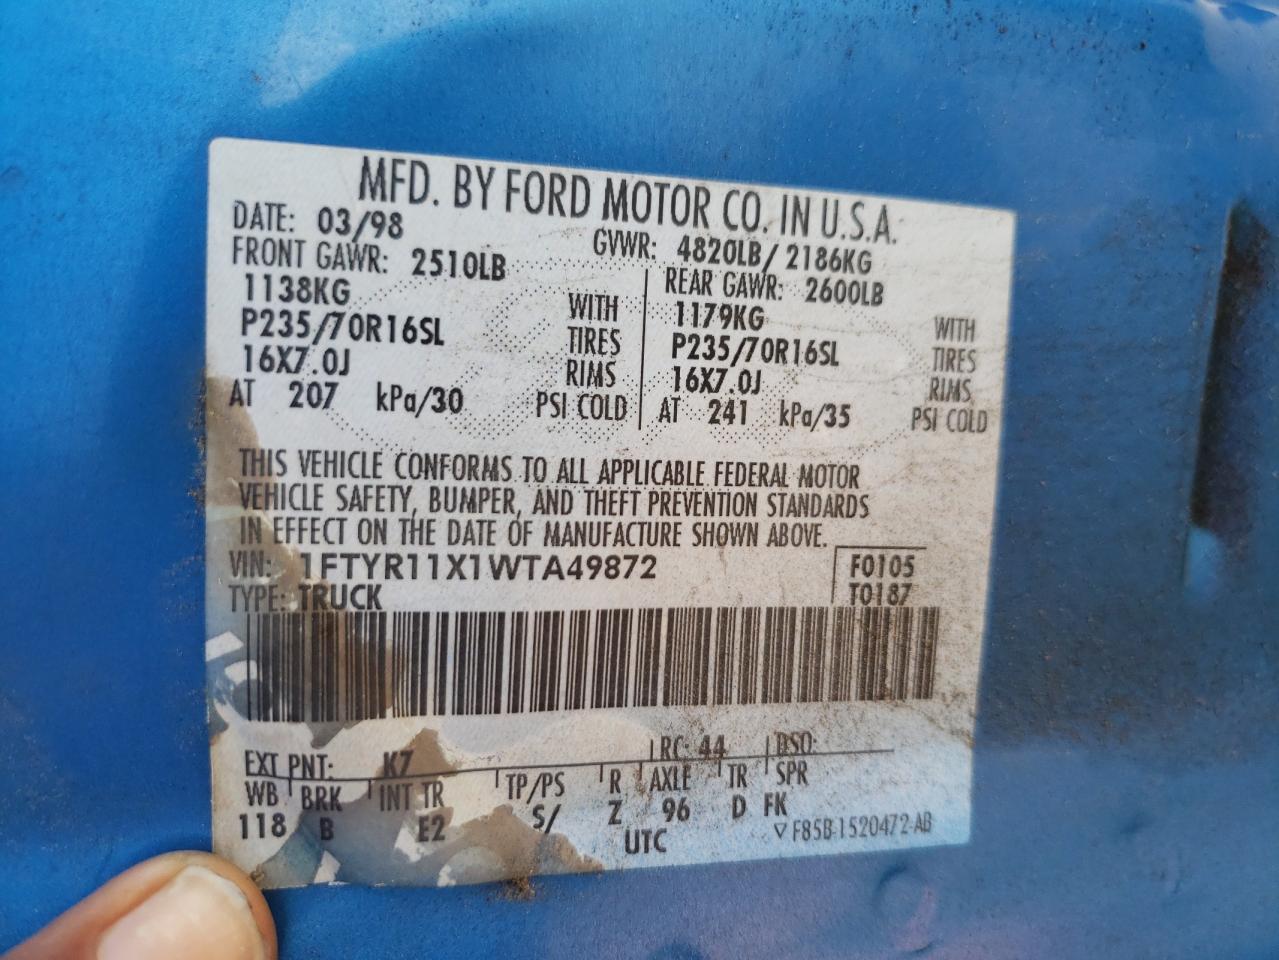 MFD. BY FORD MOTOR CO. IN U.S.A.
DATE: 03/98 GVWR: 4820LB/ 2186KG
FRONT GAWR: 2510LB REAR GAWR: 2600LB
1138KG WITH 1179KG WITH
P235/70R16SL TIRES P235/70R16SL TIRES
16X7.0J RIMS 16X7.0J RIMS
AT 207 kPa/30 PSI COLD AT 241 kPa/35 PSI COLD
THIS VEHICLE CONFORMS TO ALL APPLICABLE FEDERAL MOTOR
VEHICLE SAFETY, BUMPER, AND THEFT PREVENTION STANDARDS
IN EFFECT ON THE DATE OF MANUFACTURE SHOWN ABOVE.
VIN: 1FTYR11X1WTA49872 F0105
TYPE: TRUCK T0187
EXT PNT: K7 RC: 44 DSO:
WB BRK INT TR TP/PS R AXLE TR SPR
118 B E2 S/ Z 96 D FK
UTC ▽ F85B-1520472-AB